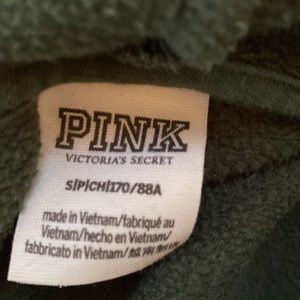 PINK
VICTORIA'S SECRET
S/P/CH/170/88A
made in Vietnam/fabriqué au
Vietnam/hecho en Vietnam/
fabbricato in Vietnam/